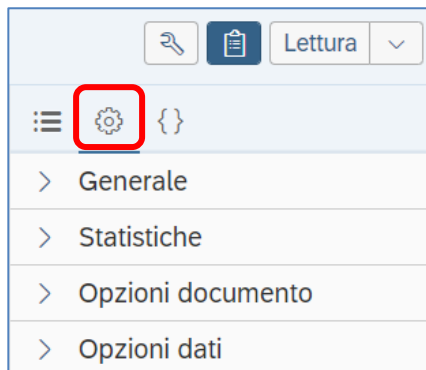 Lettura
{ }
Generale
Statistiche
Opzioni documento
Opzioni dati